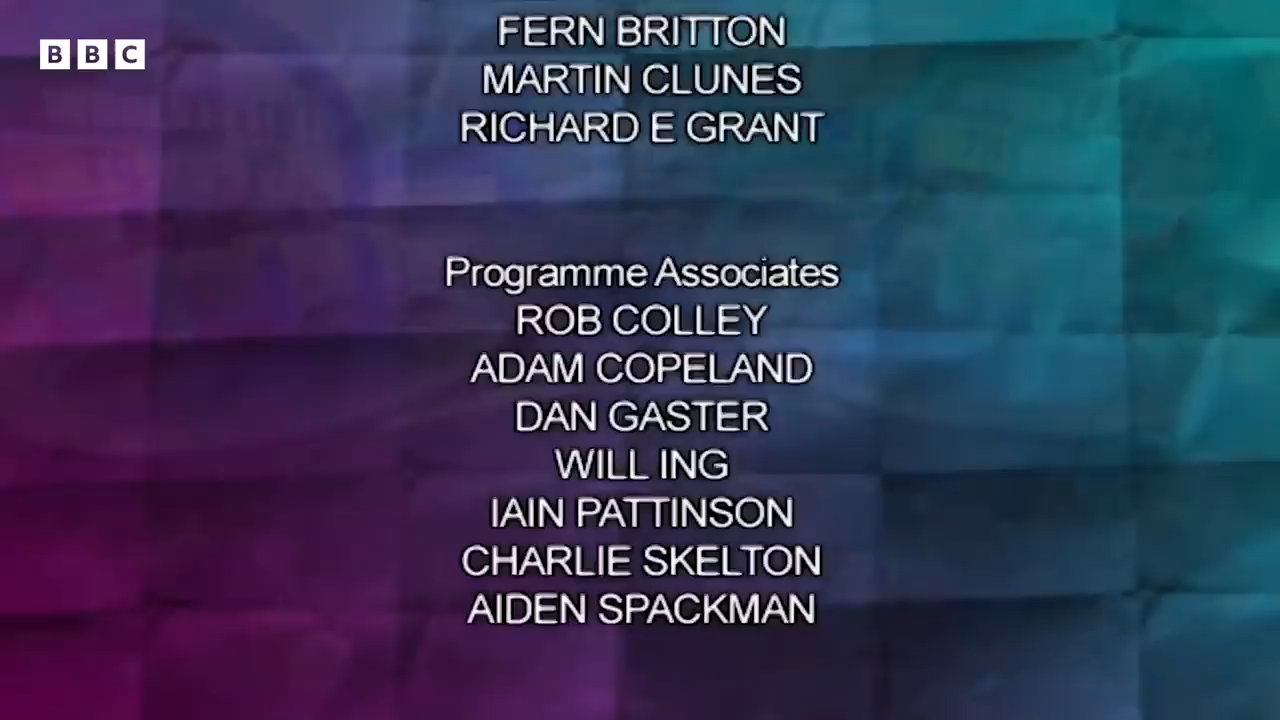 BBC
FERN BRITTON
MARTIN CLUNES
RICHARD E GRANT
Programme Associates
ROB COLLEY
ADAM COPELAND
DAN GASTER
WILL ING
IAIN PATTINSON
CHARLIE SKELTON
AIDEN SPACKMAN